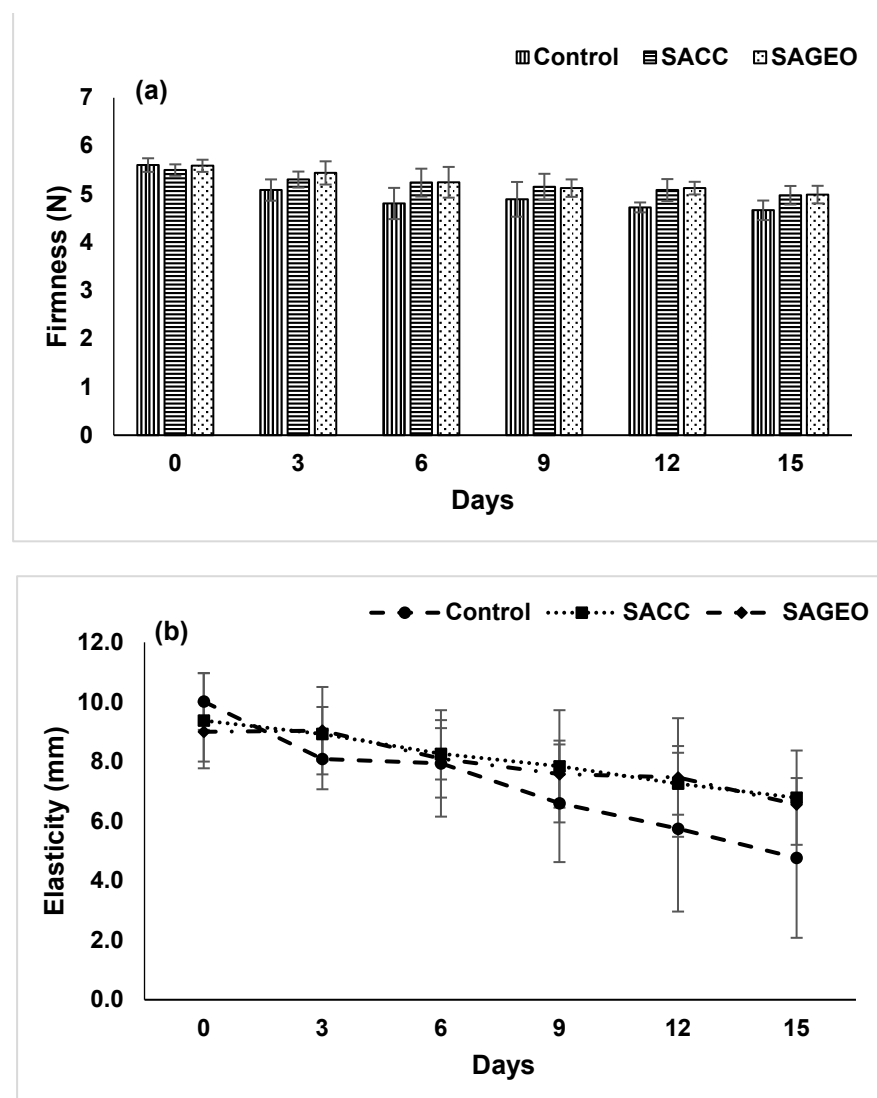 Control SACC SAGEO
(a)
7
6
5
4
3
2
1
0
Firmness (N)
0 3 6 9 12 15
Days
Control SACC SAGEO
(b)
12.0
10.0
8.0
6.0
4.0
2.0
0.0
Elasticity (mm)
0 3 6 9 12 15
Days